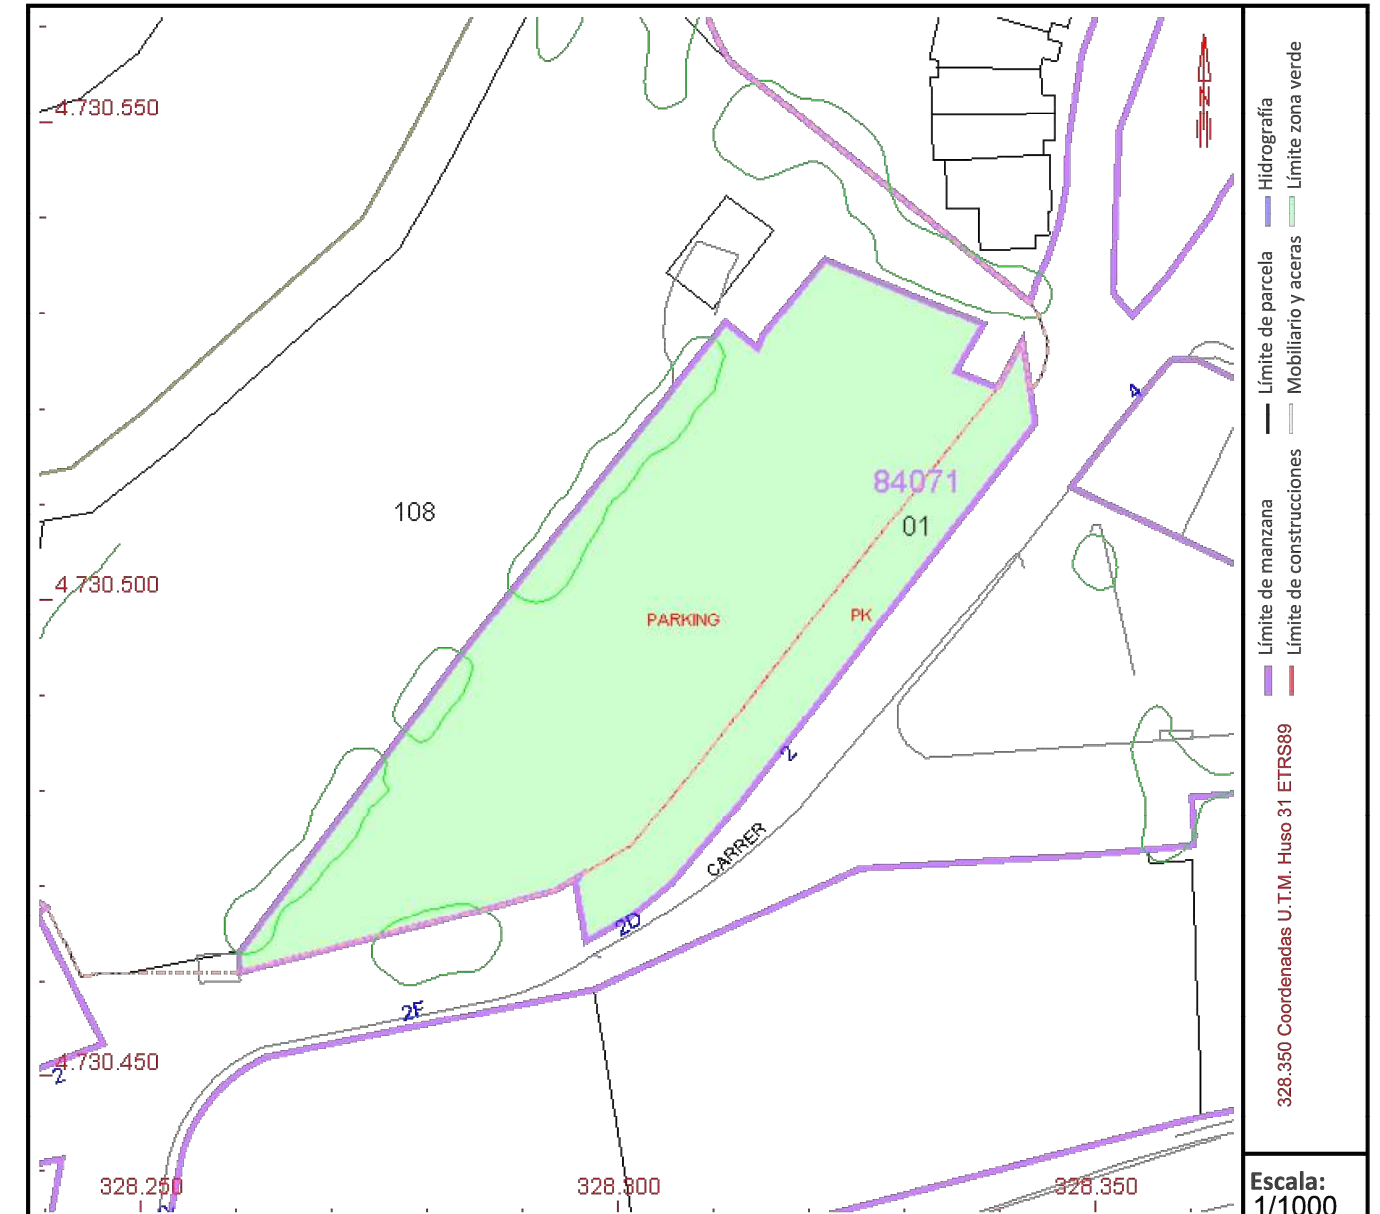 4.730.550
N
108
84071
01
4
4.730.500
PARKING
PK
2
CARRER
2D
2F
4.730.450
2
328.250
328.300
328.350
Hidrografía
Límite zona verde
Límite de parcela
Mobiliario y aceras
Límite de manzana
Límite de construcciones
328.350 Coordenadas U.T.M. Huso 31 ETRS89
Escala:
1/1000